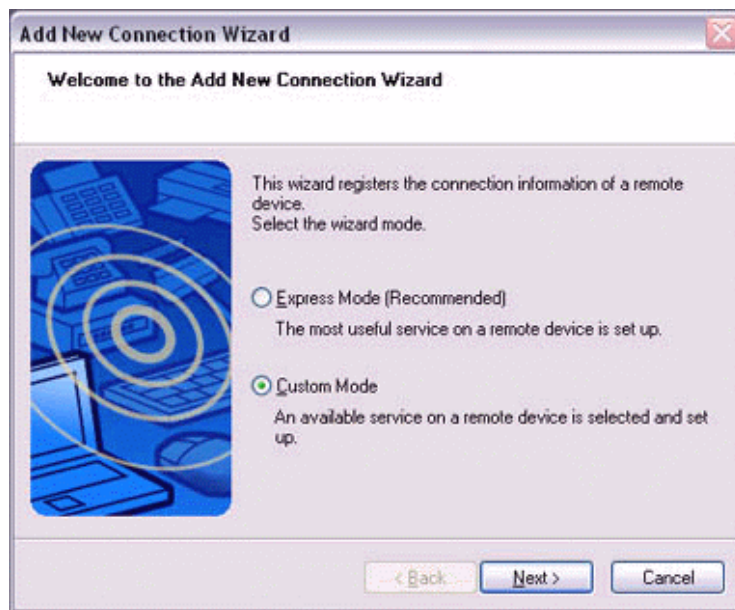 Add New Connection Wizard
Welcome to the Add New Connection Wizard
This wizard registers the connection information of a remote
device.
Select the wizard mode.
Express Mode (Recommended)
The most useful service on a remote device is set up.
Custom Mode
An available service on a remote device is selected and set
up.
< Back
Next >
Cancel